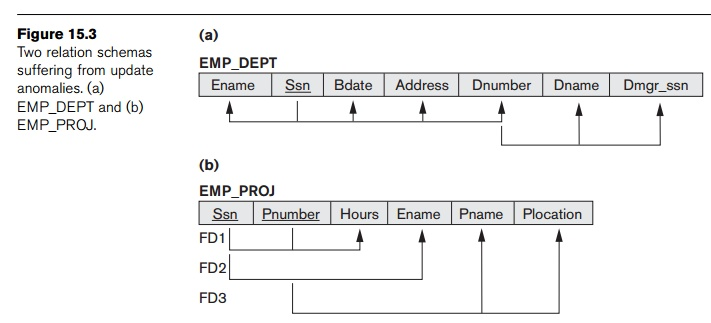 Figure 15.3
Two relation schemas
suffering from update
anomalies. (a)
EMP_DEPT and (b)
EMP_PROJ.
(a)
EMP_DEPT
Ename Ssn Bdate Address Dnumber Dname Dmgr_ssn
(b)
EMP_PROJ
Ssn Pnumber Hours Ename Pname Plocation
FD1
FD2
FD3